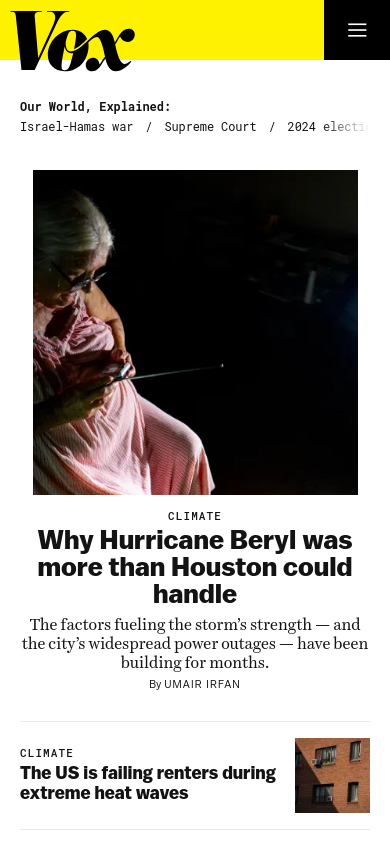 Vox
Our World, Explained:
Israel-Hamas war / Supreme Court / 2024 electi
CLIMATE
Why Hurricane Beryl was
more than Houston could
handle
The factors fueling the storm’s strength — and
the city’s widespread power outages — have been
building for months.
By UMAIR IRFAN
CLIMATE
The US is failing renters during
extreme heat waves